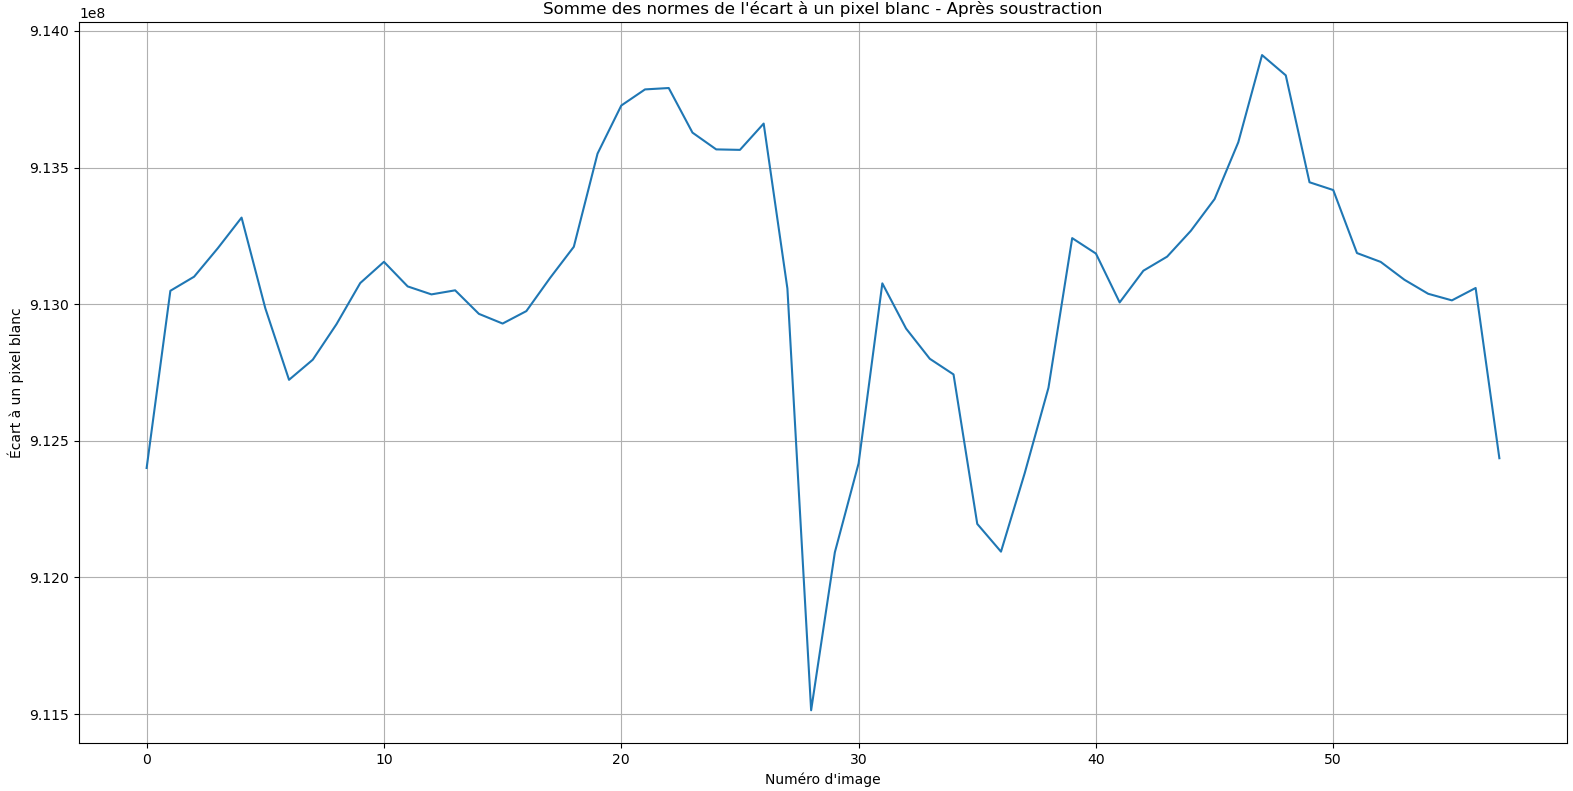 Somme des normes de l'écart à un pixel blanc - Après soustraction
1e8
9.140
9.135
9.130
9.125
9.120
9.115
Écart à un pixel blanc
0 10 20 30 40 50
Numéro d'image